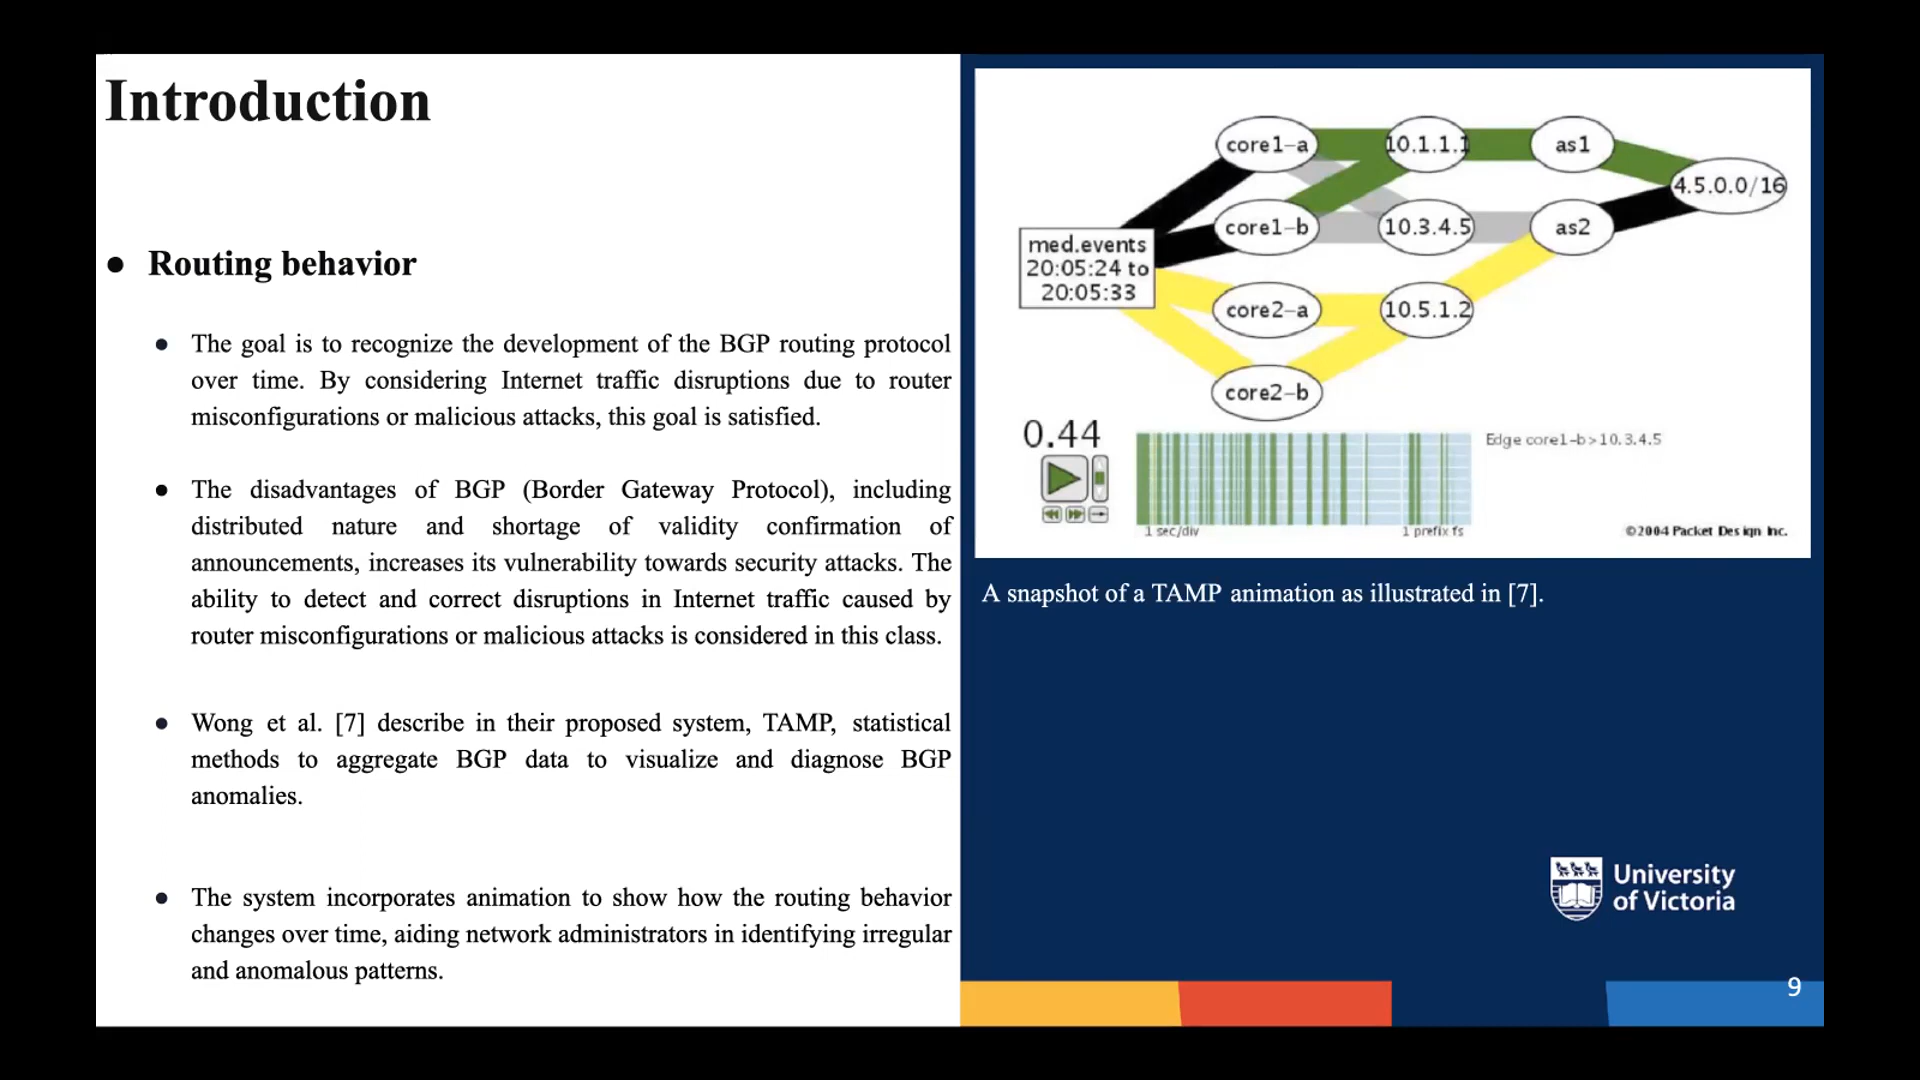 Introduction
● Routing behavior
● The goal is to recognize the development of the BGP routing protocol
over time. By considering Internet traffic disruptions due to router
misconfigurations or malicious attacks, this goal is satisfied.
● The disadvantages of BGP (Border Gateway Protocol), including
distributed nature and shortage of validity confirmation of
announcements, increases its vulnerability towards security attacks. The
ability to detect and correct disruptions in Internet traffic caused by
router misconfigurations or malicious attacks is considered in this class.
● Wong et al. [7] describe in their proposed system, TAMP, statistical
methods to aggregate BGP data to visualize and diagnose BGP
anomalies.
● The system incorporates animation to show how the routing behavior
changes over time, aiding network administrators in identifying irregular
and anomalous patterns.
core1-a
10.1.1.1
as1
4.5.0.0/16
core1-b
10.3.4.5
as2
med.events
20:05:24 to
20:05:33
core2-a
10.5.1.2
core2-b
0.44
Edge core1-b>10.3.4.5
1 sec/div
1 prefix fs
©2004 Packet Design Inc.
A snapshot of a TAMP animation as illustrated in [7].
University
of Victoria
9